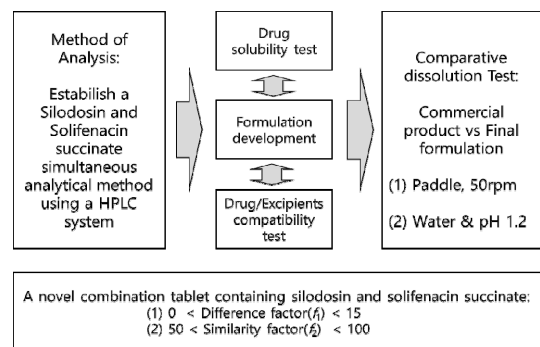 Method of
Analysis:
Estabilish a
Silodosin and
Solifenacin
succinate
simultaneous
analytical method
using a HPLC
system
Drug
solubility test
Formulation
development
Drug/Excipients
compatibility
test
Comparative
dissolution Test:
Commercial
product vs Final
formulation
(1) Paddle, 50rpm
(2) Water & pH 1.2
A novel combination tablet containing silodosin and solifenacin succinate:
(1) 0 < Difference factor(f₁) < 15
(2) 50 < Similarity factor(f₂) < 100